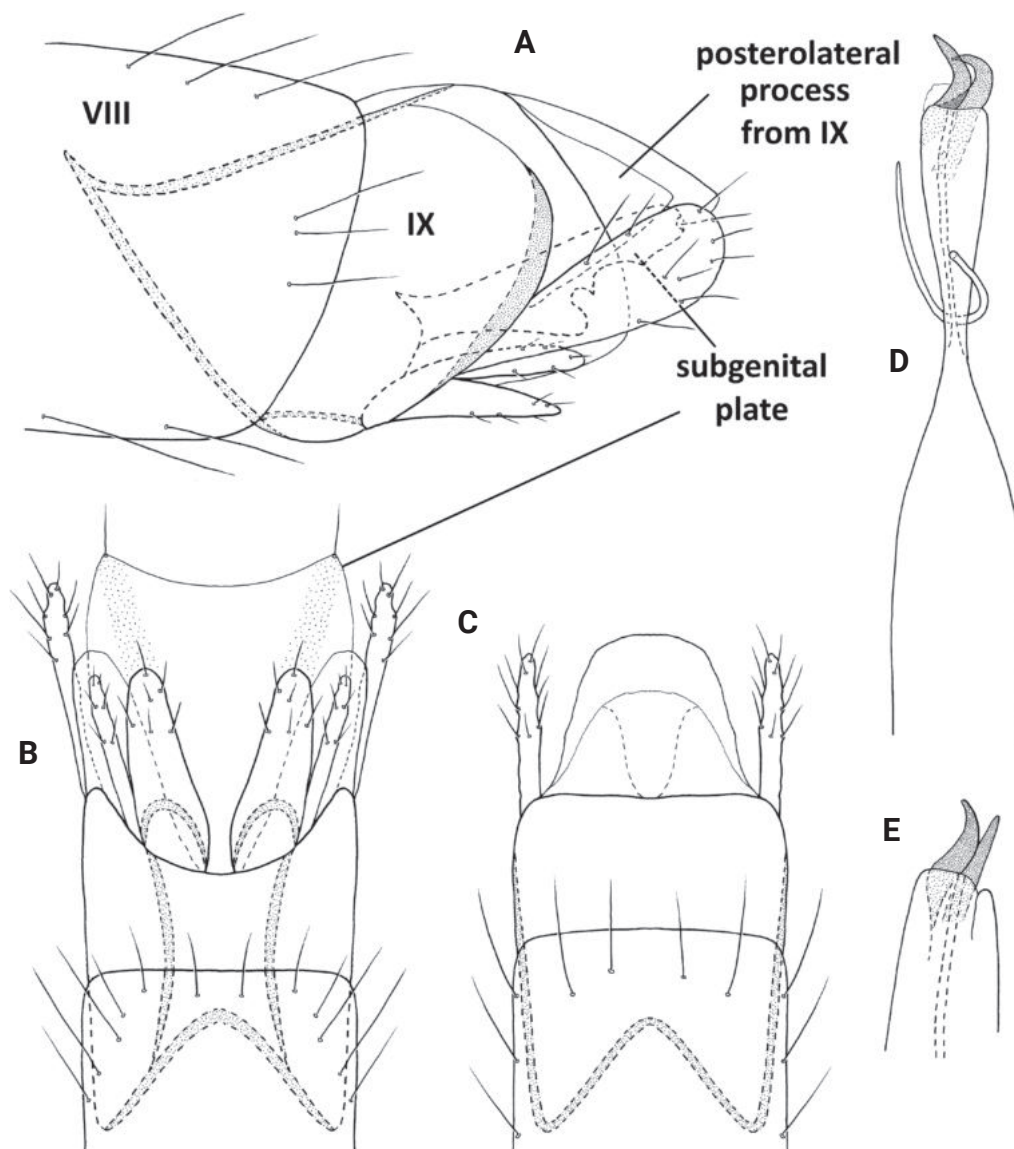 A
posterolateral
process
from IX
VIII
IX
subgenital
plate
D
C
B
E